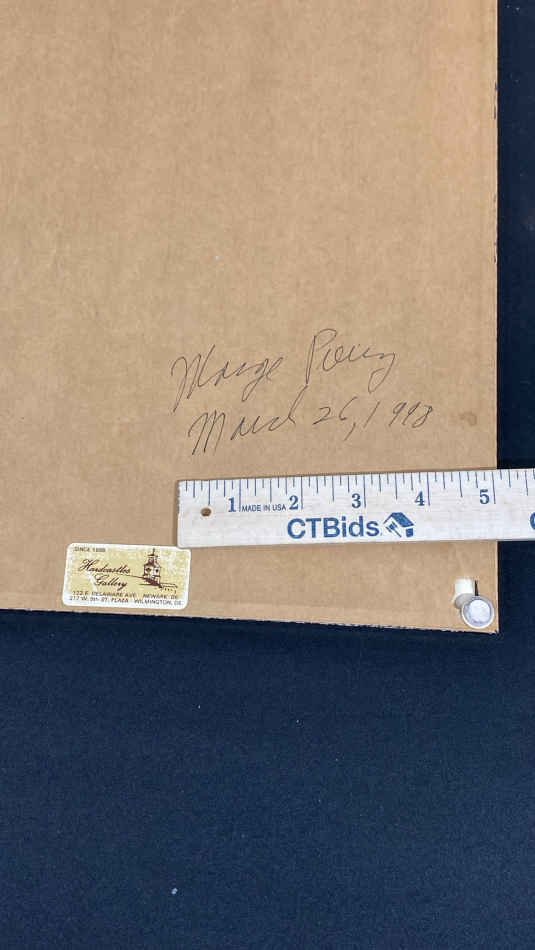 Marge
March 26, 1998
1 MADE IN USA 2 3 4 5
CTBids
SINCE 1888
Hardcastles
Gallery
122 E. DELAWARE AVE. NEWARK, DE
217 W. 9th ST. PLAZA - WILMINGTON, DE